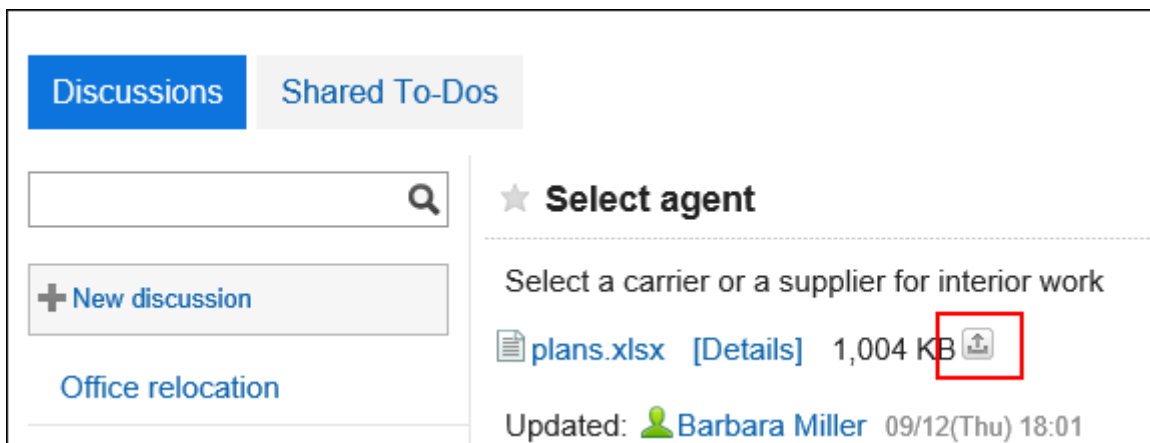 Discussions Shared To-Dos
Select agent
New discussion
Select a carrier or a supplier for interior work
plans.xlsx [Details] 1,004 KB
Office relocation
Updated: Barbara Miller 09/12(Thu) 18:01